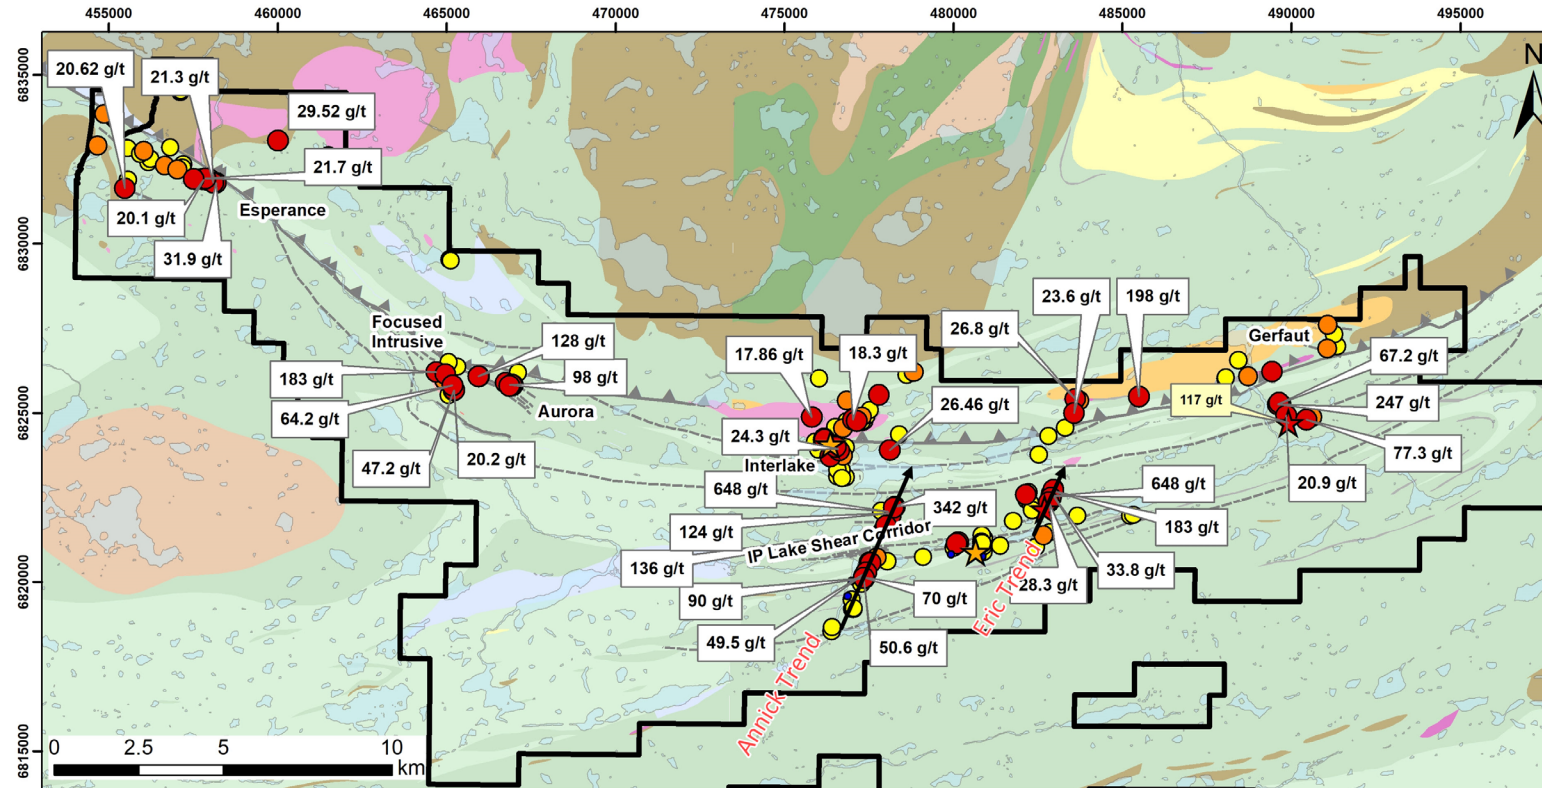 455000 460000 465000 470000 475000 480000 485000 490000 495000
6835000
6830000
6825000
6820000
6815000
N
20.62 g/t
21.3 g/t
29.52 g/t
21.7 g/t
20.1 g/t
Esperance
31.9 g/t
Focused
Intrusive
128 g/t
183 g/t
98 g/t
64.2 g/t
Aurora
47.2 g/t
20.2 g/t
17.86 g/t
18.3 g/t
26.8 g/t
23.6 g/t
198 g/t
Gerfaut
67.2 g/t
117 g/t
247 g/t
26.46 g/t
24.3 g/t
77.3 g/t
Interlake
20.9 g/t
648 g/t
342 g/t
648 g/t
124 g/t
183 g/t
IP Lake Shear Corridor
136 g/t
33.8 g/t
28.3 g/t
90 g/t
70 g/t
49.5 g/t
50.6 g/t
Eric Trend
Annick Trend
0 2.5 5 10
km